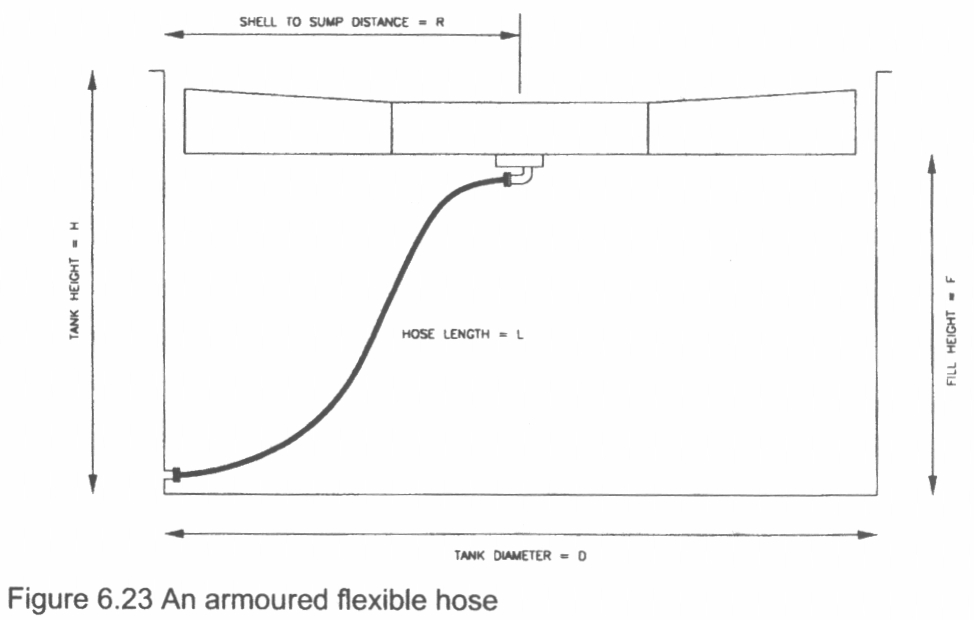 SHELL TO SUMP DISTANCE = R
TANK HEIGHT = H
HOSE LENGTH = L
FILL HEIGHT = F
TANK DIAMETER = D
Figure 6.23 An armoured flexible hose